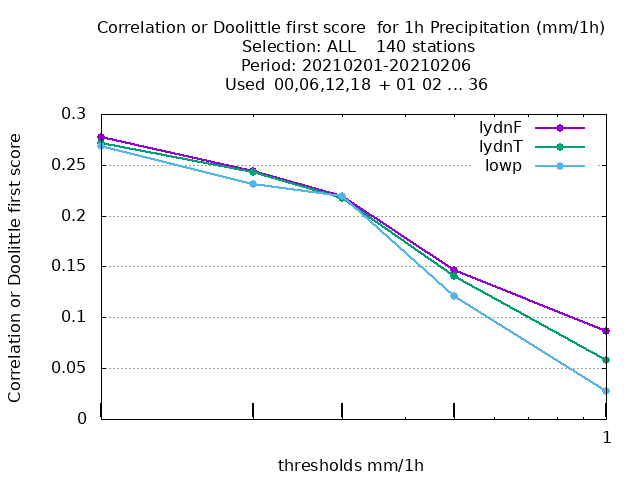 Correlation or Doolittle first score  for 1h Precipitation (mm/1h)
Selection: ALL    140 stations
Period: 20210201-20210206
Used  00,06,12,18  + 01 02 ... 36
Correlation or Doolittle first score
0.3
0.25
0.2
0.15
0.1
0.05
0
lydnF
lydnT
lowp
1
thresholds mm/1h